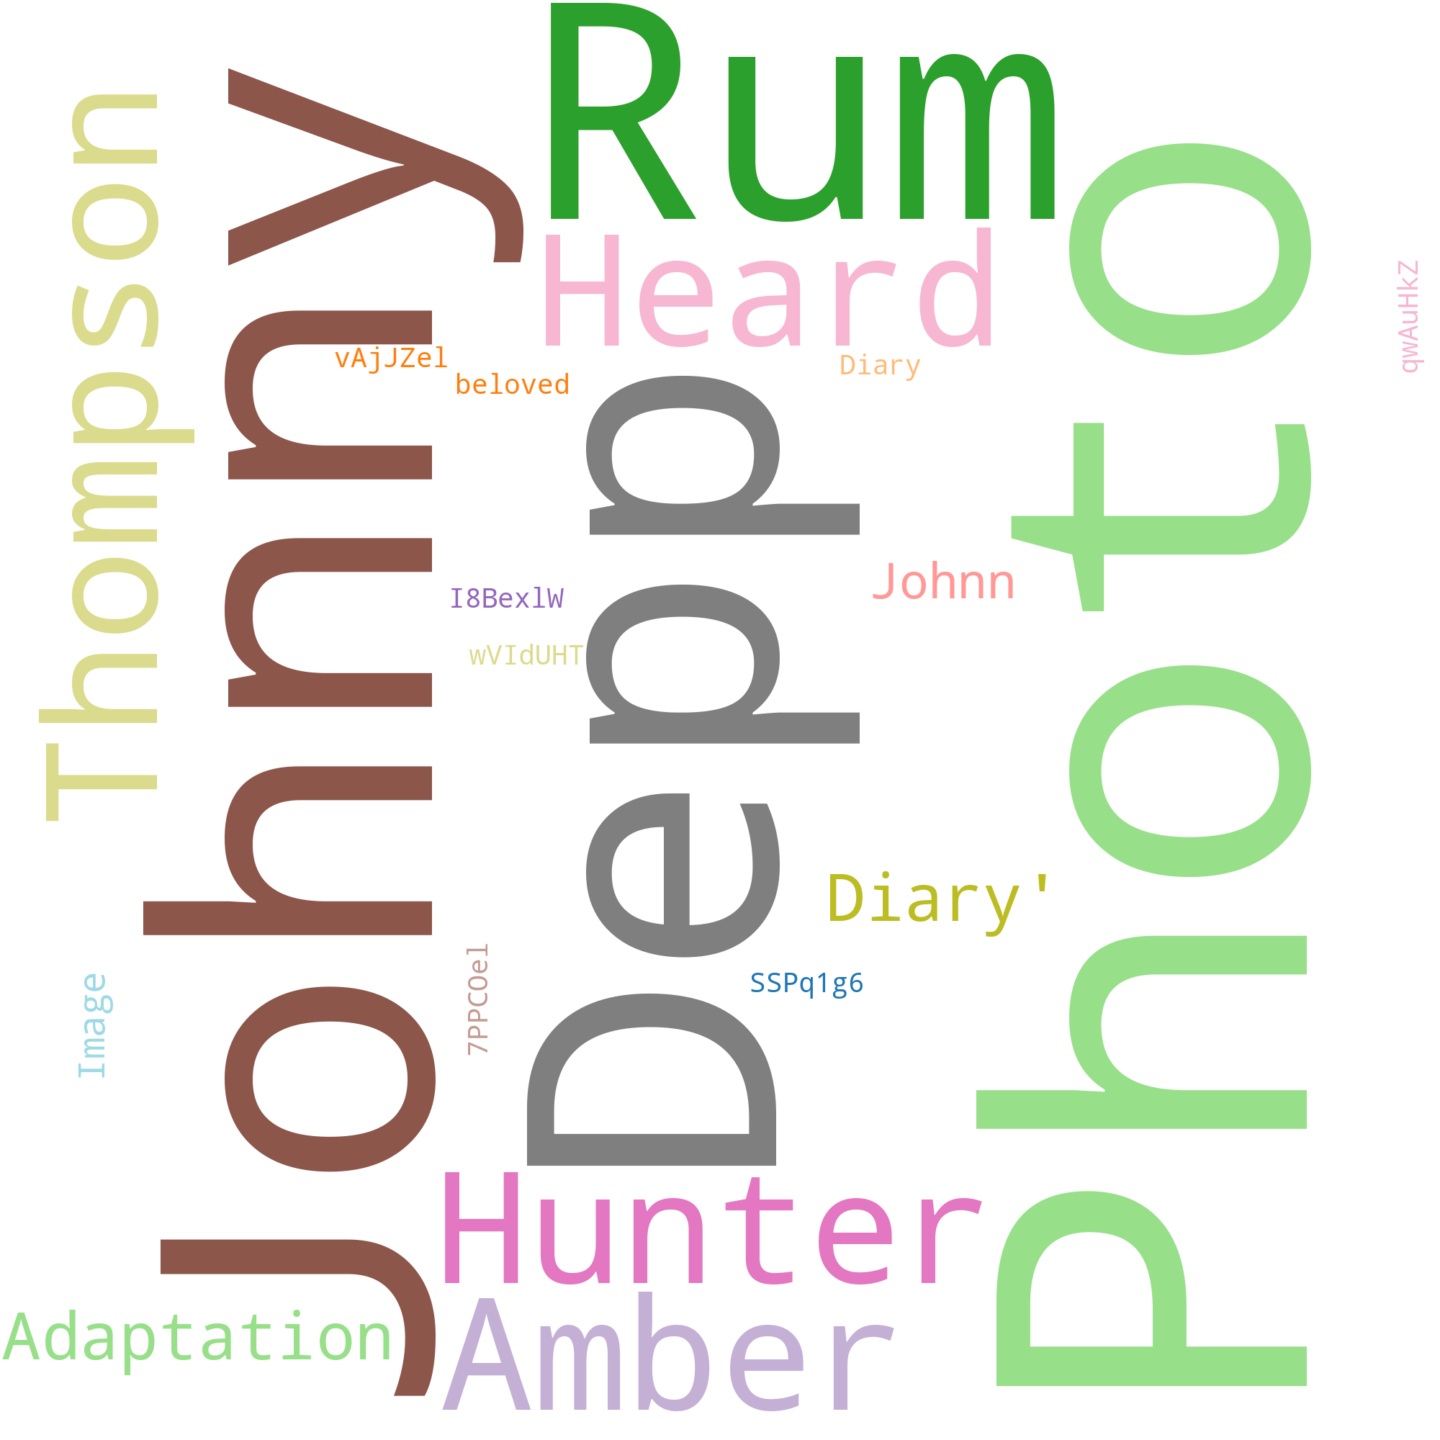 Rum
Thompson
Johnny
Heard
Photo
qwAuHkZ
vAjJZel
Diary
beloved
Depp
Johnn
I8BexlW
wVIdUHT
Diary'
7PPCOel
SSPq1g6
Image
Hunter
Amber
Adaptation